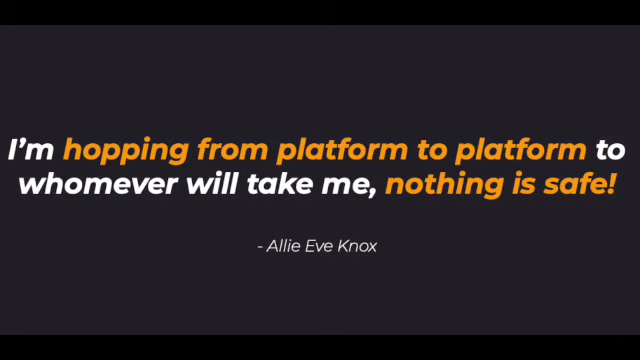 I’m hopping from platform to platform to
whomever will take me, nothing is safe!
- Allie Eve Knox